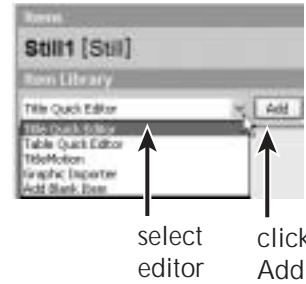 Items
Still1 [Still]
Item Library
Title Quick Editor
Add
Title Quick Editor
Table Quick Editor
TitleMotion
Graphic Importer
Add Blank Item
select
editor
click
Add